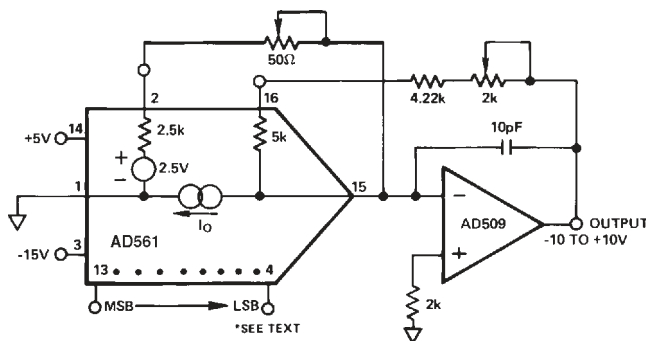 50Ω
2
16
4.22k
2k
14
+5V
2.5k
+
−
2.5V
5k
10pF
1
15
−
I₀
AD561
AD509
OUTPUT
-10 TO +10V
3
-15V
+
13
4
MSB
LSB
2k
*SEE TEXT